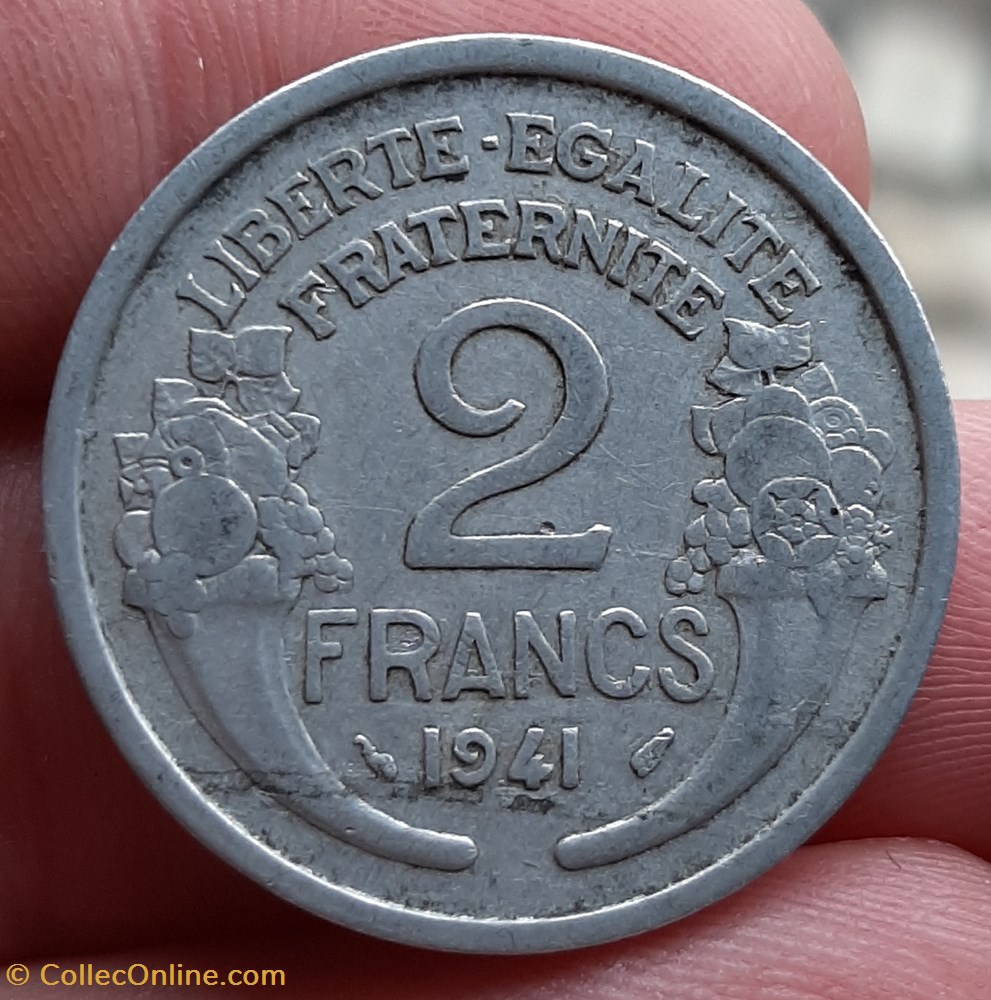 LIBERTE·EGALITE
FRATERNITE
2
FRANCS
1941
© CollecOnline.com